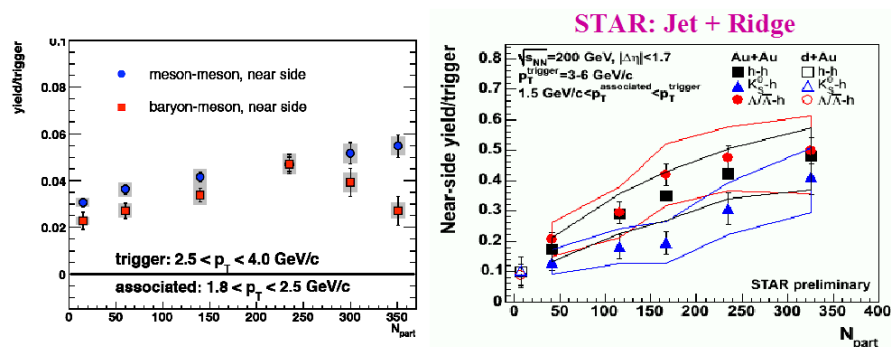 yield/trigger
0.1
0.08
0.06
0.04
0.02
0
meson-meson, near side
baryon-meson, near side
trigger: 2.5 < p_T < 4.0 GeV/c
associated: 1.8 < p_T < 2.5 GeV/c
0 50 100 150 200 250 300 350
N_part
STAR: Jet + Ridge
Near-side yield/trigger
0.8
0.7
0.6
0.5
0.4
0.3
0.2
0.1
0
√s_NN=200 GeV, |Δη|<1.7
p_T^trigger=3-6 GeV/c
1.5 GeV/c<p_T^associated<p_T^trigger
Au+Au d+Au
h-h h-h
K_S^0-h K_S^0-h
Λ/Λ̄-h Λ/Λ̄-h
STAR preliminary
0 50 100 150 200 250 300 350 400
N_part